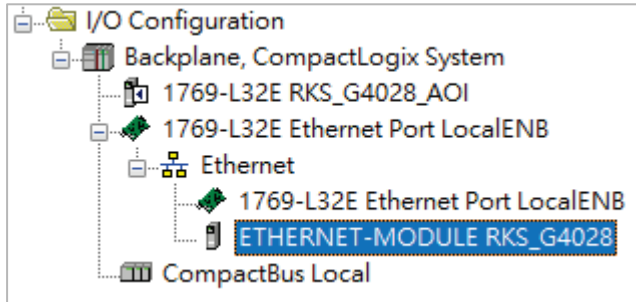 I/O Configuration
Backplane, CompactLogix System
1769-L32E RKS_G4028_AOI
1769-L32E Ethernet Port LocalENB
Ethernet
1769-L32E Ethernet Port LocalENB
ETHERNET-MODULE RKS_G4028
CompactBus Local